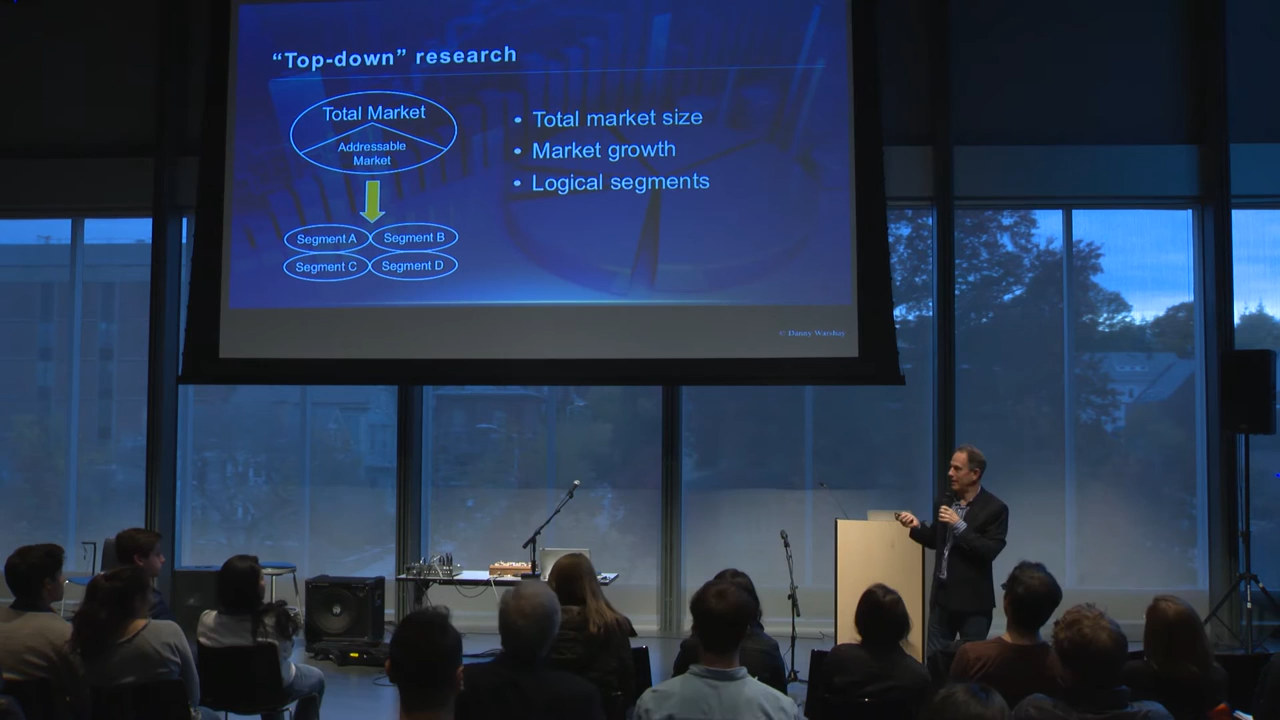 “Top-down” research
Total Market
Addressable
Market
Segment A
Segment B
Segment C
Segment D
• Total market size
• Market growth
• Logical segments
© Danny Warshay